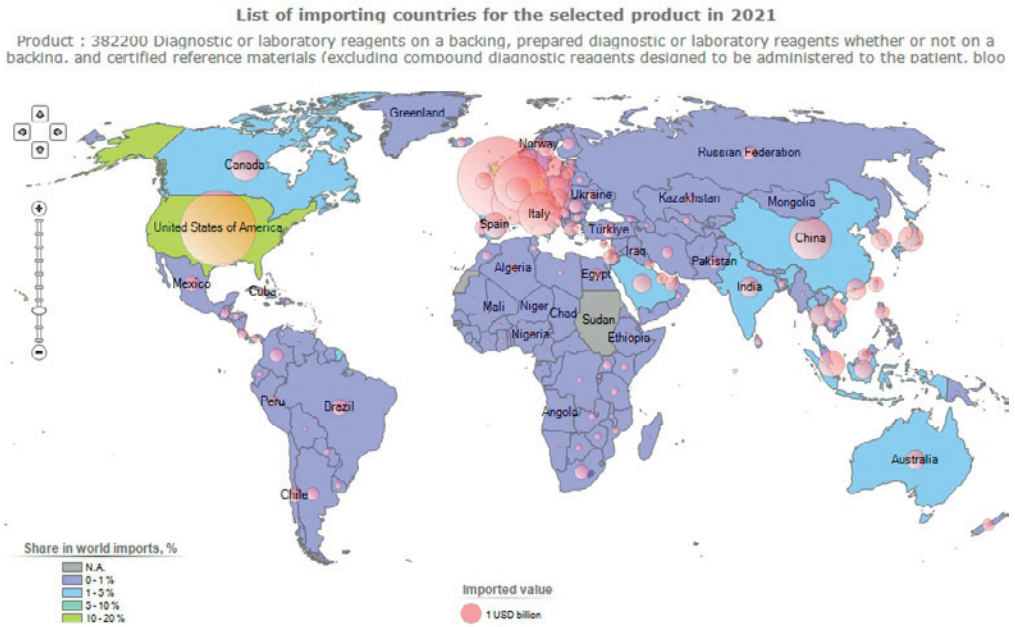 List of importing countries for the selected product in 2021
Product : 382200 Diagnostic or laboratory reagents on a backing, prepared diagnostic or laboratory reagents whether or not on a
backing, and certified reference materials (excluding compound diagnostic reagents designed to be administered to the patient, bloo
Greenland
Norway
Russian Federation
Canada
Ukraine
Kazakhstan
Mongolia
United States of America
Spain
Italy
Türkiye
China
Iraq
Pakistan
Mexico
Cuba
Algeria
Egypt
India
Mali
Niger
Chad
Sudan
Nigeria
Ethiopia
Peru
Brazil
Angola
Australia
Chile
Share in world imports, %
N.A.
0 - 1 %
1 - 5 %
5 - 10 %
10 - 20 %
Imported value
1 USD billion